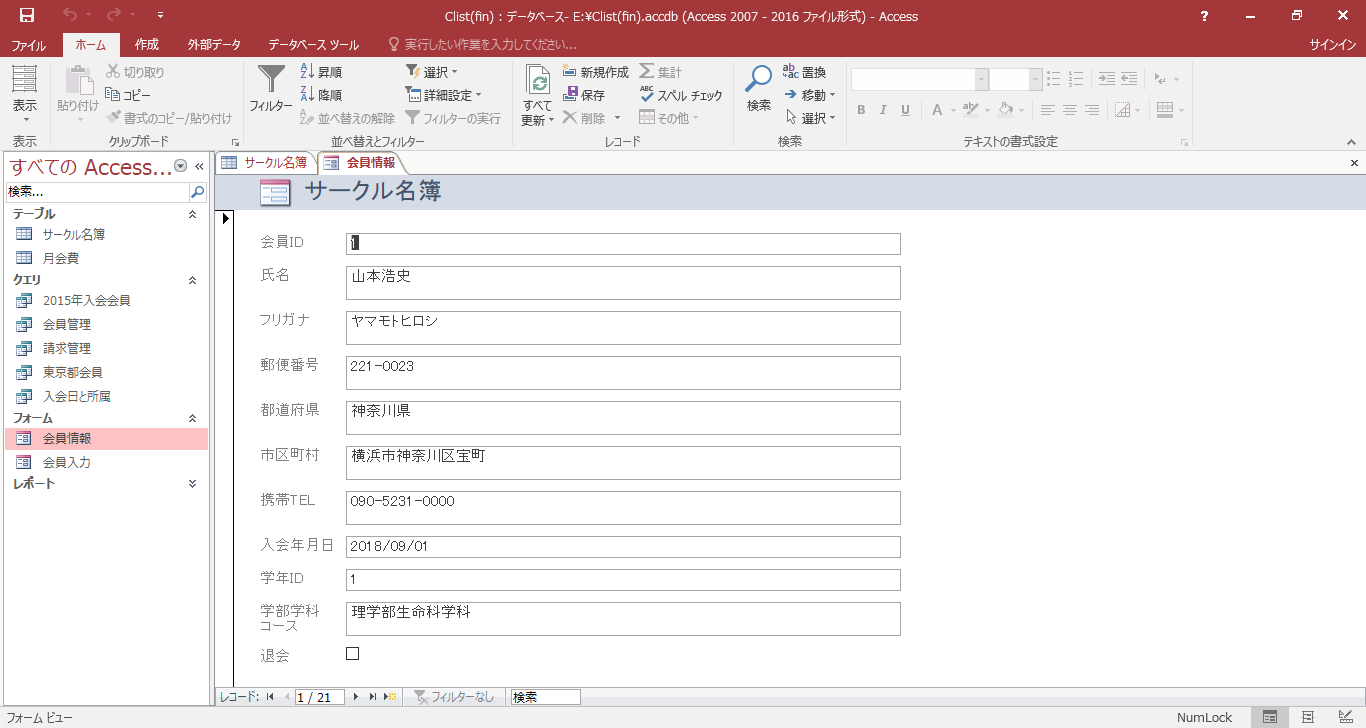 Clist(fin) : データベース- E:¥Clist(fin).accdb (Access 2007 - 2016 ファイル形式) - Access
?
ファイル ホーム 作成 外部データ データベース ツール 実行したい作業を入力してください... サインイン
表示
貼り付け
切り取り
コピー
書式のコピー/貼り付け
フィルター
昇順
降順
並べ替えの解除
選択
詳細設定
フィルターの実行
すべて
更新
新規作成
保存
削除
集計
スペル チェック
その他
検索
置換
移動
選択
B I U A
表示 クリップボード 並べ替えとフィルター レコード 検索 テキストの書式設定
すべての Access...
検索...
テーブル
サークル名簿
月会費
クエリ
2015年入会会員
会員管理
請求管理
東京都会員
入会日と所属
フォーム
会員情報
会員入力
レポート
サークル名簿 会員情報
サークル名簿
会員ID 1
氏名 山本浩史
フリガナ ヤマモトヒロシ
郵便番号 221-0023
都道府県 神奈川県
市区町村 横浜市神奈川区宝町
携帯TEL 090-5231-0000
入会年月日 2018/09/01
学年ID 1
学部学科
コース 理学部生命科学科
退会
レコード: 1 / 21 フィルターなし 検索
フォーム ビュー NumLock